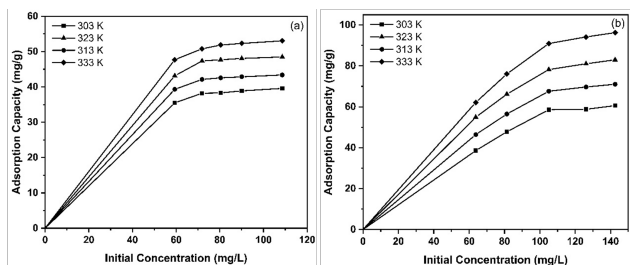 (a)
303 K
323 K
313 K
333 K
Adsorption Capacity (mg/g)
60
50
40
30
20
10
0
0 20 40 60 80 100 120
Initial Concentration (mg/L)
(b)
303 K
323 K
313 K
333 K
Adsorption Capacity (mg/g)
100
80
60
40
20
0
0 20 40 60 80 100 120 140
Initial Concentration (mg/L)